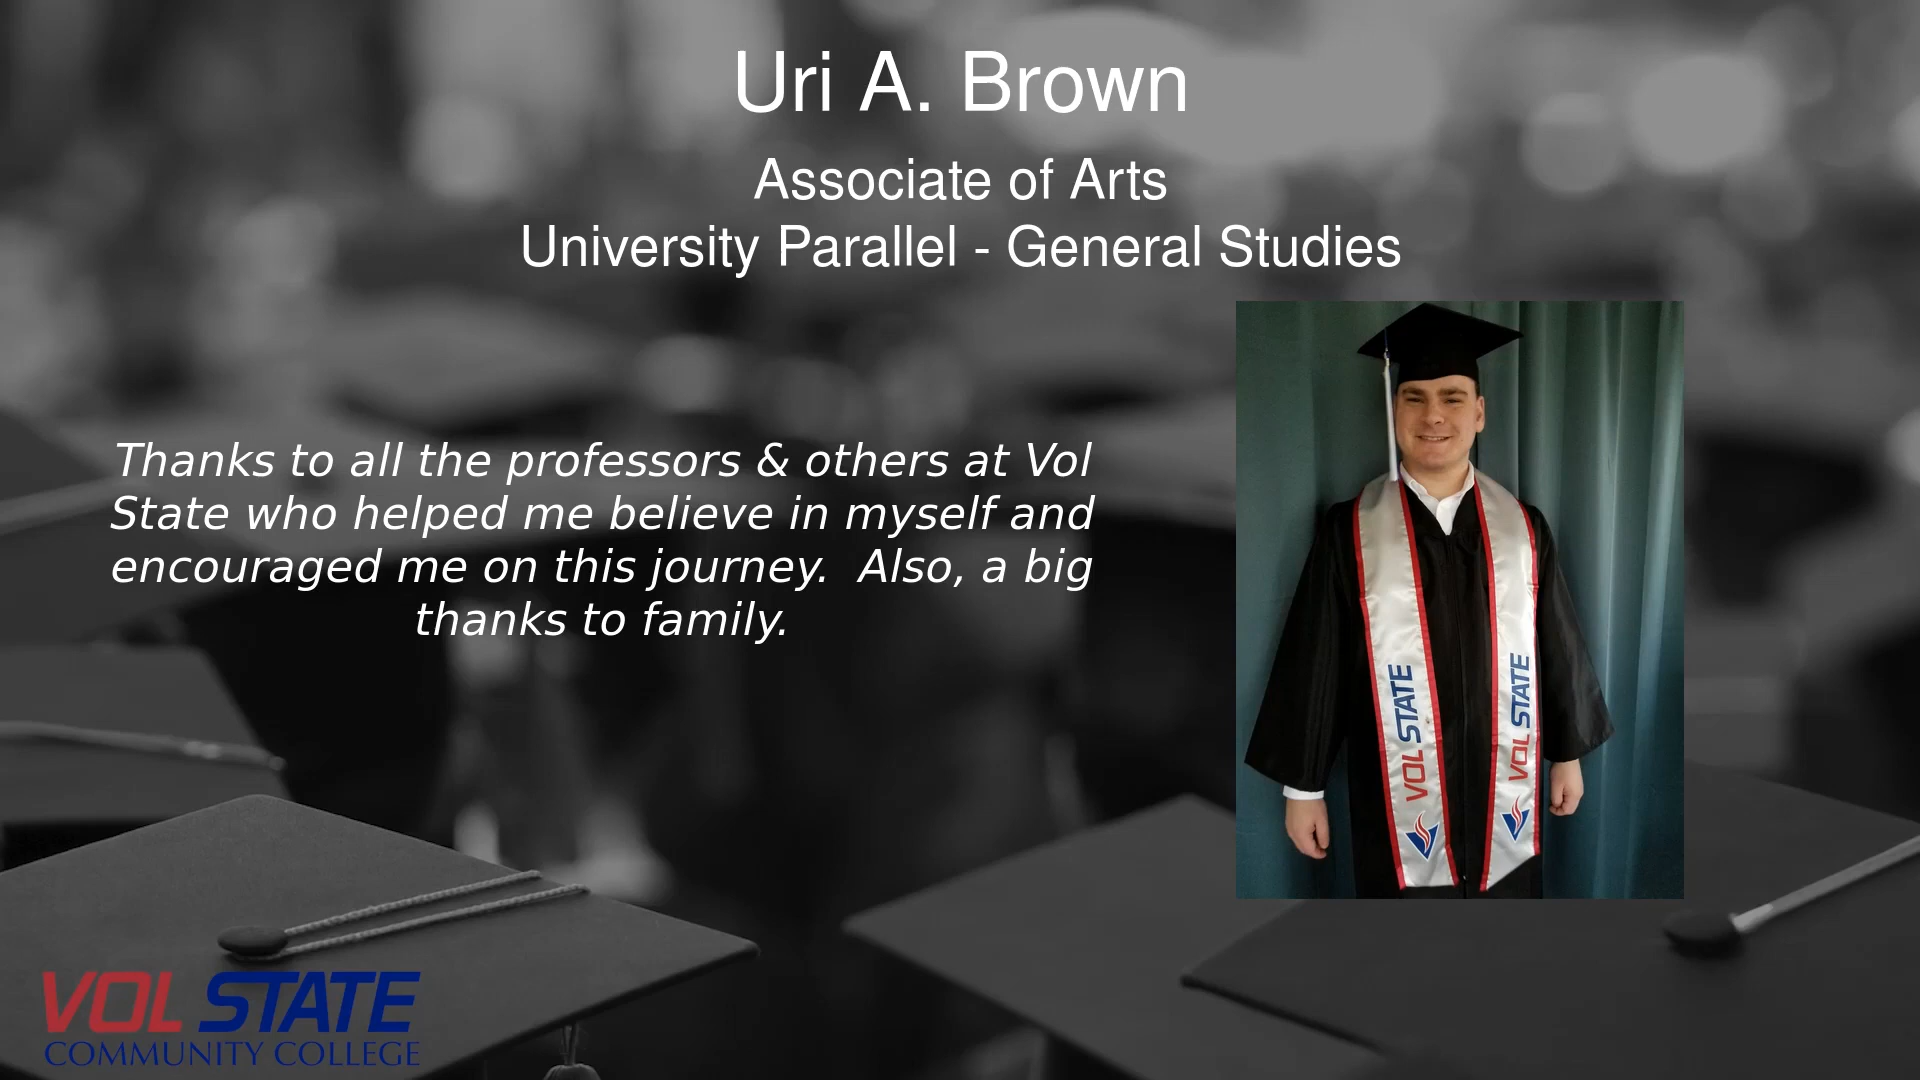 Uri A. Brown
Associate of Arts
University Parallel - General Studies
Thanks to all the professors & others at Vol
State who helped me believe in myself and
encouraged me on this journey.  Also, a big
thanks to family.
VOL STATE
VOL STATE
VOL STATE
COMMUNITY COLLEGE